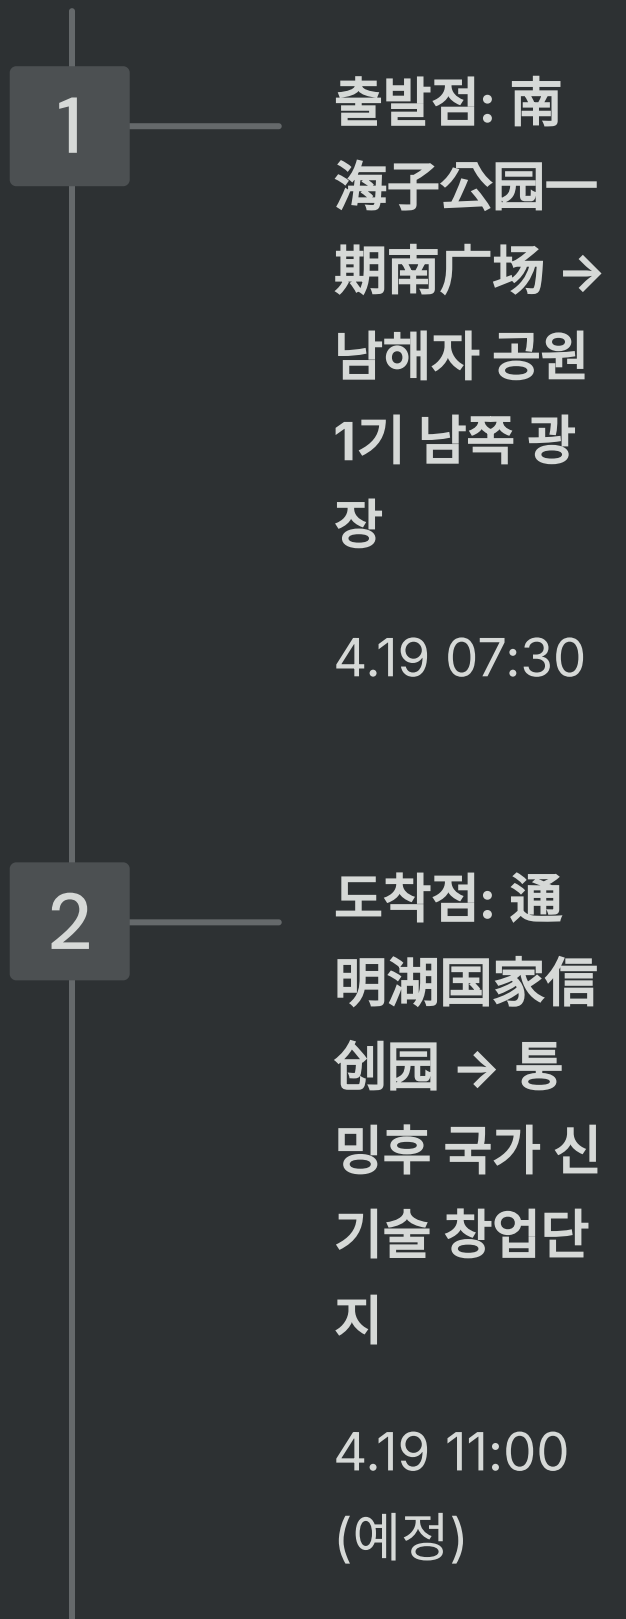 1
출발점: 南
海子公园一
期南广场 →
남해자 공원
1기 남쪽 광
장
4.19 07:30
2
도착점: 通
明湖国家信
创园 → 퉁
밍후 국가 신
기술 창업단
지
4.19 11:00
(예정)